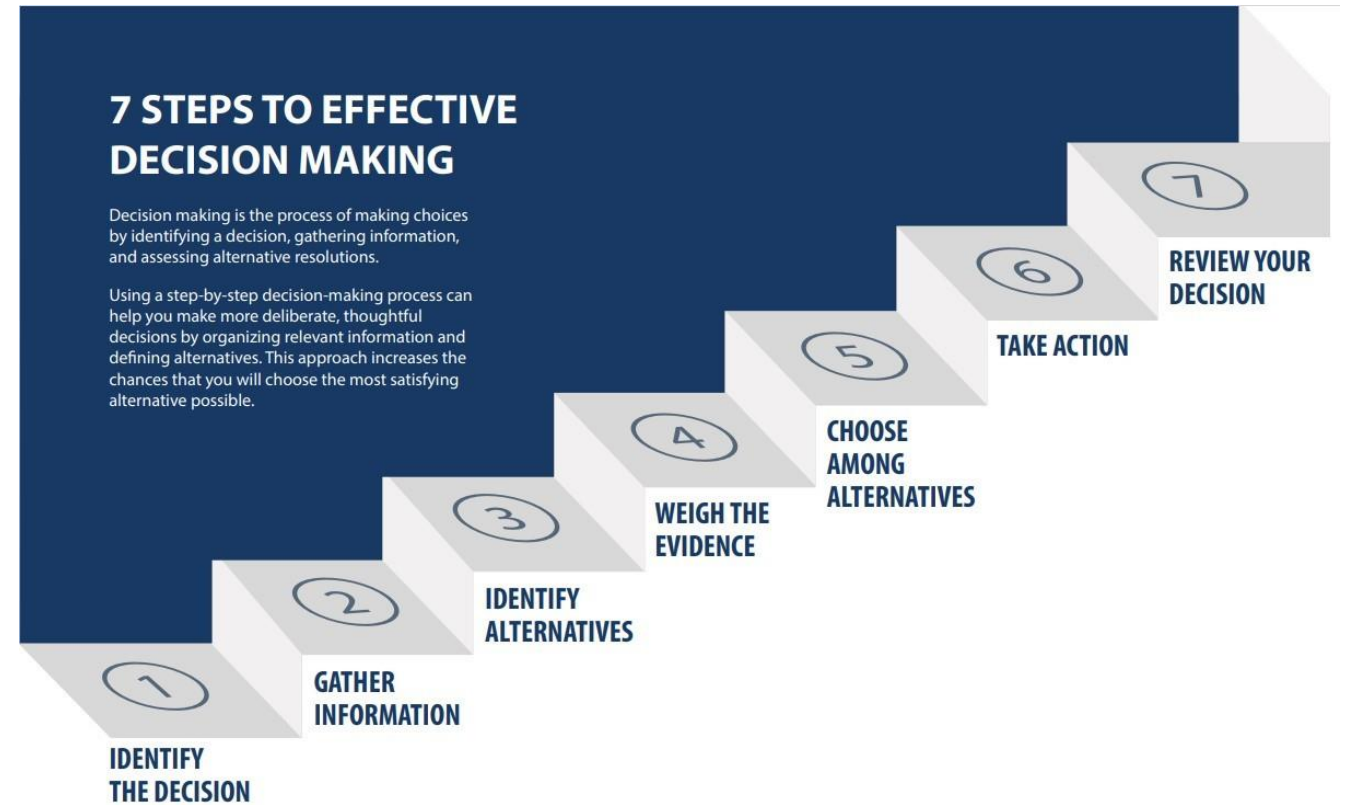 7 STEPS TO EFFECTIVE
DECISION MAKING
Decision making is the process of making choices
by identifying a decision, gathering information,
and assessing alternative resolutions.
Using a step-by-step decision-making process can
help you make more deliberate, thoughtful
decisions by organizing relevant information and
defining alternatives. This approach increases the
chances that you will choose the most satisfying
alternative possible.
1
IDENTIFY
THE DECISION
2
GATHER
INFORMATION
3
IDENTIFY
ALTERNATIVES
4
WEIGH THE
EVIDENCE
5
CHOOSE
AMONG
ALTERNATIVES
6
TAKE ACTION
7
REVIEW YOUR
DECISION